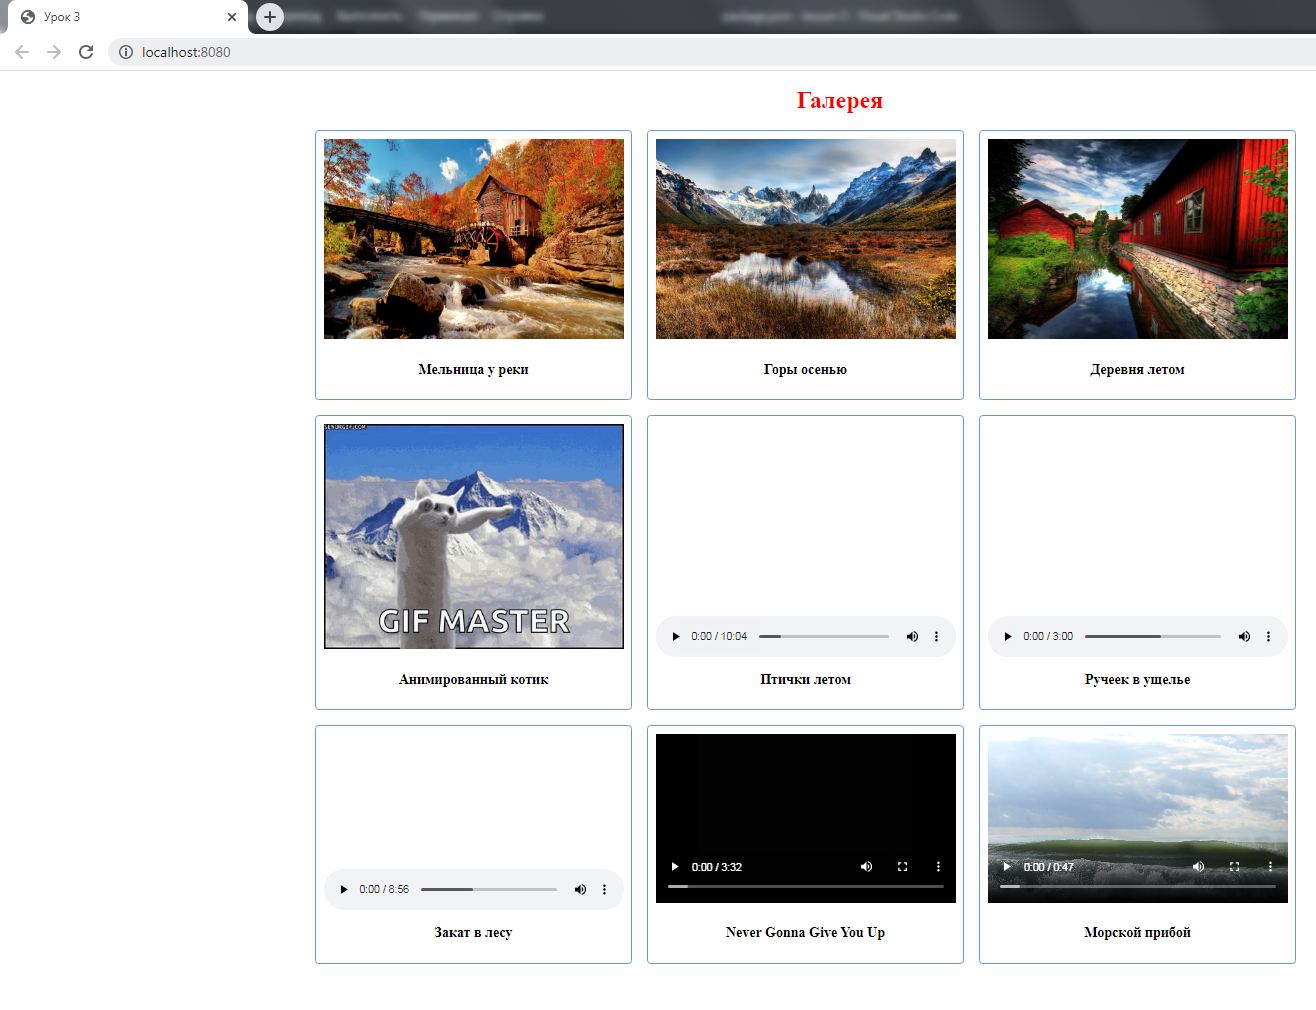 Урок 3
localhost:8080
Галерея
Мельница у реки
Горы осенью
Деревня летом
SENORGIF.COM
GIF MASTER
0:00 / 10:04
0:00 / 3:00
Анимированный котик
Птички летом
Ручеек в ущелье
0:00 / 8:56
0:00 / 3:32
0:00 / 0:47
Закат в лесу
Never Gonna Give You Up
Морской прибой